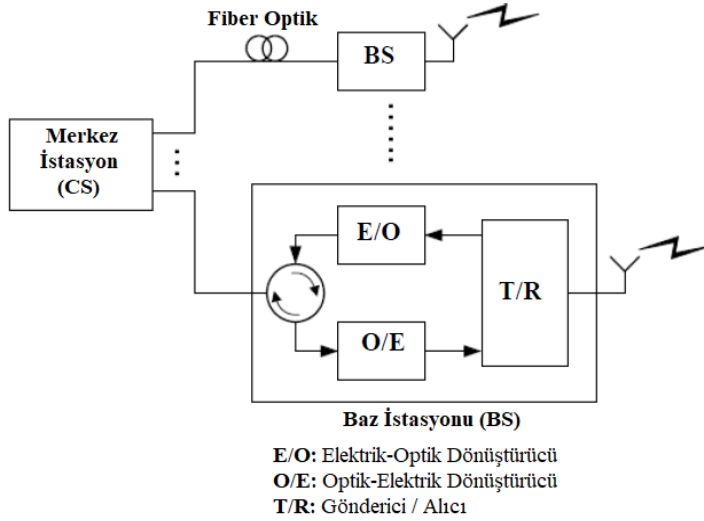 Fiber Optik
BS
Merkez
İstasyon
(CS)
E/O
T/R
O/E
Baz İstasyonu (BS)
E/O: Elektrik-Optik Dönüştürücü
O/E: Optik-Elektrik Dönüştürücü
T/R: Gönderici / Alıcı